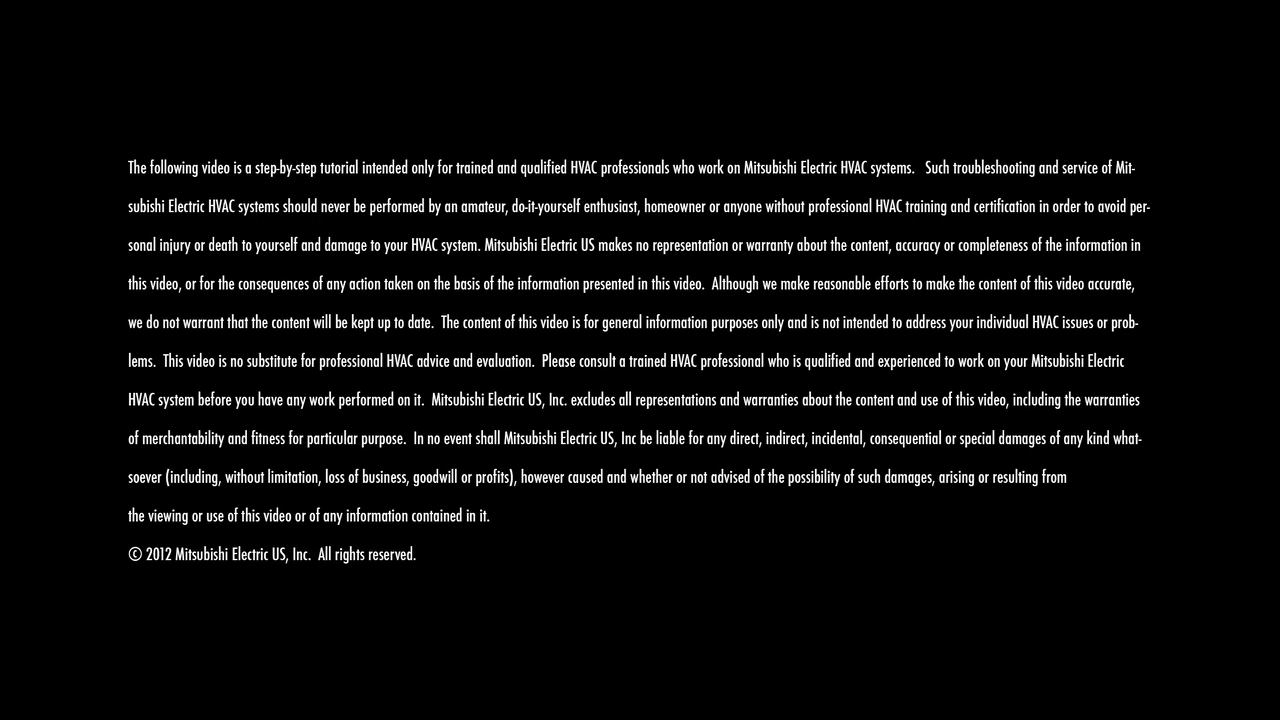 The following video is a step-by-step tutorial intended only for trained and qualified HVAC professionals who work on Mitsubishi Electric HVAC systems.   Such troubleshooting and service of Mit-
subishi Electric HVAC systems should never be performed by an amateur, do-it-yourself enthusiast, homeowner or anyone without professional HVAC training and certification in order to avoid per-
sonal injury or death to yourself and damage to your HVAC system. Mitsubishi Electric US makes no representation or warranty about the content, accuracy or completeness of the information in
this video, or for the consequences of any action taken on the basis of the information presented in this video.  Although we make reasonable efforts to make the content of this video accurate,
we do not warrant that the content will be kept up to date.  The content of this video is for general information purposes only and is not intended to address your individual HVAC issues or prob-
lems.  This video is no substitute for professional HVAC advice and evaluation.  Please consult a trained HVAC professional who is qualified and experienced to work on your Mitsubishi Electric
HVAC system before you have any work performed on it.  Mitsubishi Electric US, Inc. excludes all representations and warranties about the content and use of this video, including the warranties
of merchantability and fitness for particular purpose.  In no event shall Mitsubishi Electric US, Inc be liable for any direct, indirect, incidental, consequential or special damages of any kind what-
soever (including, without limitation, loss of business, goodwill or profits), however caused and whether or not advised of the possibility of such damages, arising or resulting from
the viewing or use of this video or of any information contained in it.
© 2012 Mitsubishi Electric US, Inc.  All rights reserved.